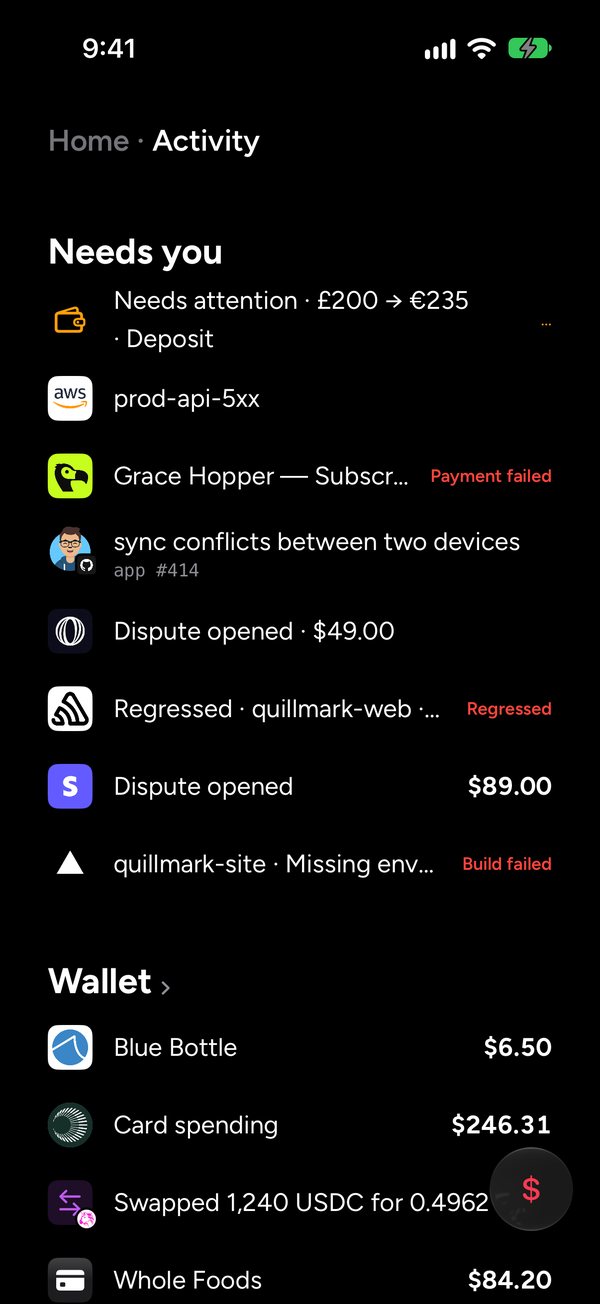 9:41
Home · Activity
Needs you
Needs attention · £200 → €235
· Deposit
...
aws
prod-api-5xx
Grace Hopper — Subscr...
Payment failed
sync conflicts between two devices
app #414
Dispute opened · $49.00
Regressed · quillmark-web ·...
Regressed
S
Dispute opened
$89.00
quillmark-site · Missing env...
Build failed
Wallet ›
Blue Bottle
$6.50
Card spending
$246.31
Swapped 1,240 USDC for 0.4962
$
Whole Foods
$84.20